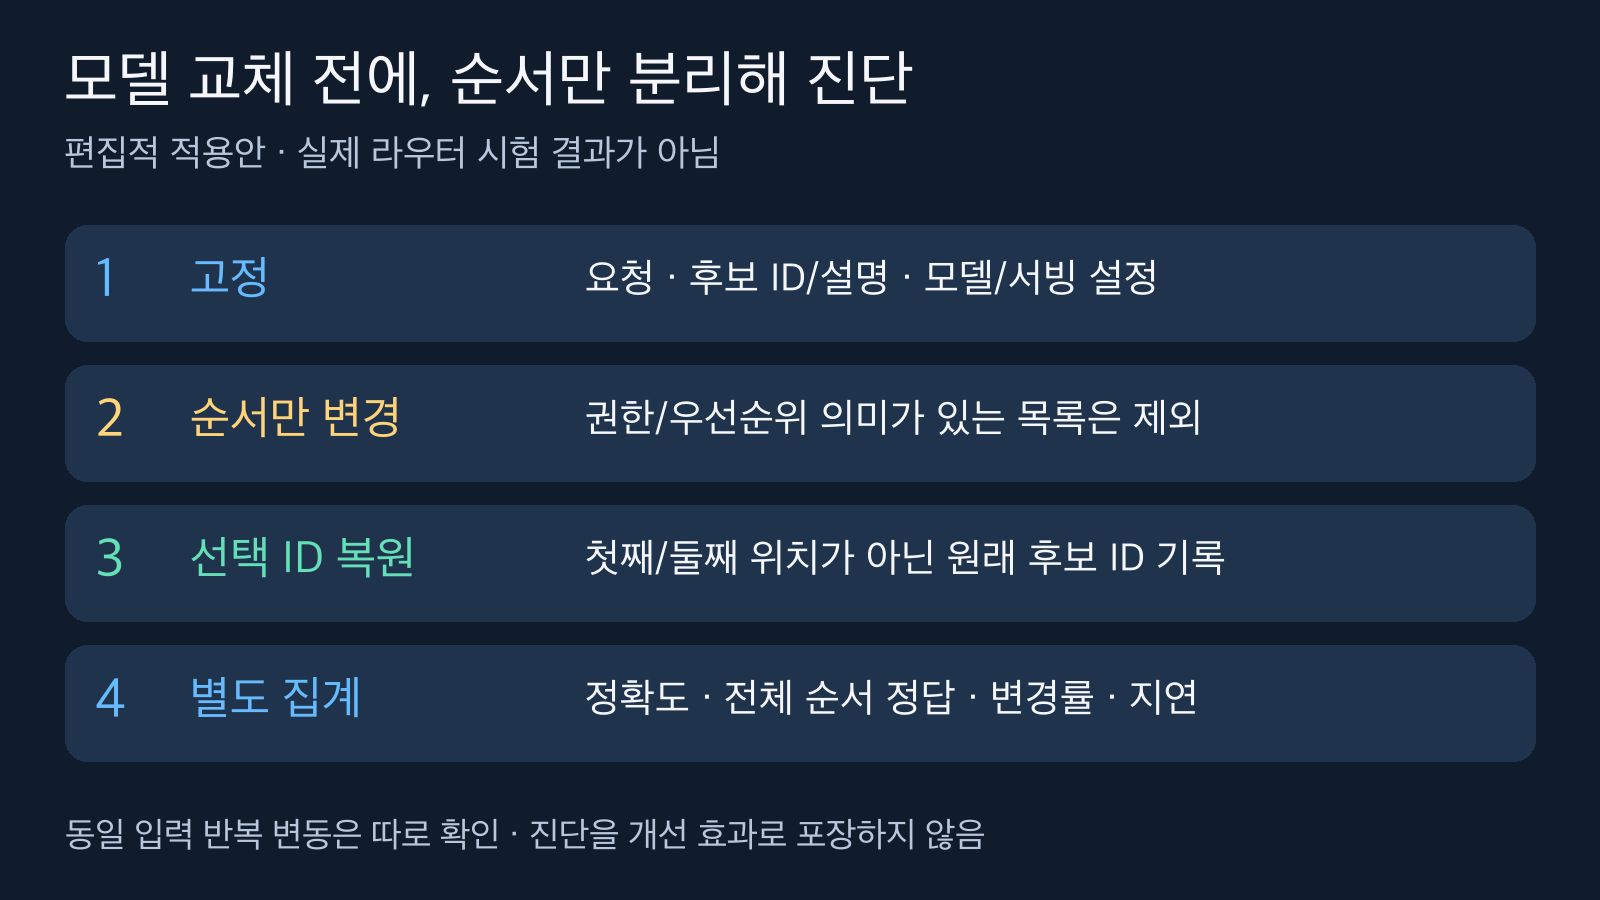 모델 교체 전에, 순서만 분리해 진단
편집적 적용안 · 실제 라우터 시험 결과가 아님
1 고정 요청 · 후보 ID/설명 · 모델/서빙 설정
2 순서만 변경 권한/우선순위 의미가 있는 목록은 제외
3 선택 ID 복원 첫째/둘째 위치가 아닌 원래 후보 ID 기록
4 별도 집계 정확도 · 전체 순서 정답 · 변경률 · 지연
동일 입력 반복 변동은 따로 확인 · 진단을 개선 효과로 포장하지 않음